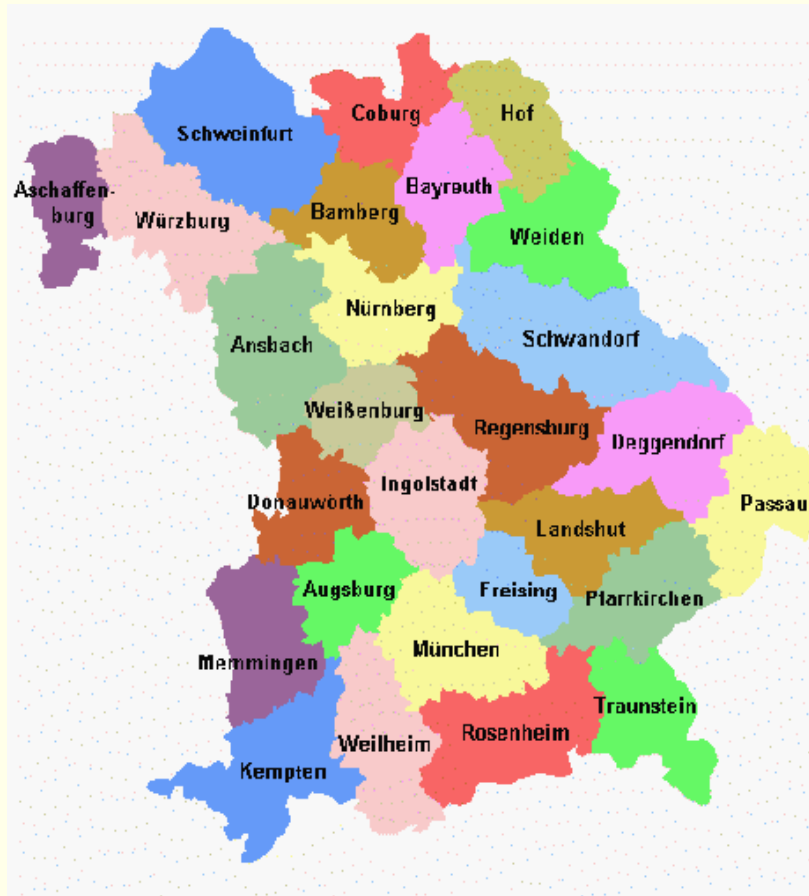 Coburg
Hof
Schweinfurt
Bayreuth
Aschaffen-
burg
Würzburg
Bamberg
Weiden
Nürnberg
Ansbach
Schwandorf
Weißenburg
Regensburg
Deggendorf
Ingolstadt
Donauwörth
Passau
Landshut
Augsburg
Freising
Pfarrkirchen
München
Memmingen
Traunstein
Rosenheim
Weilheim
Kempten